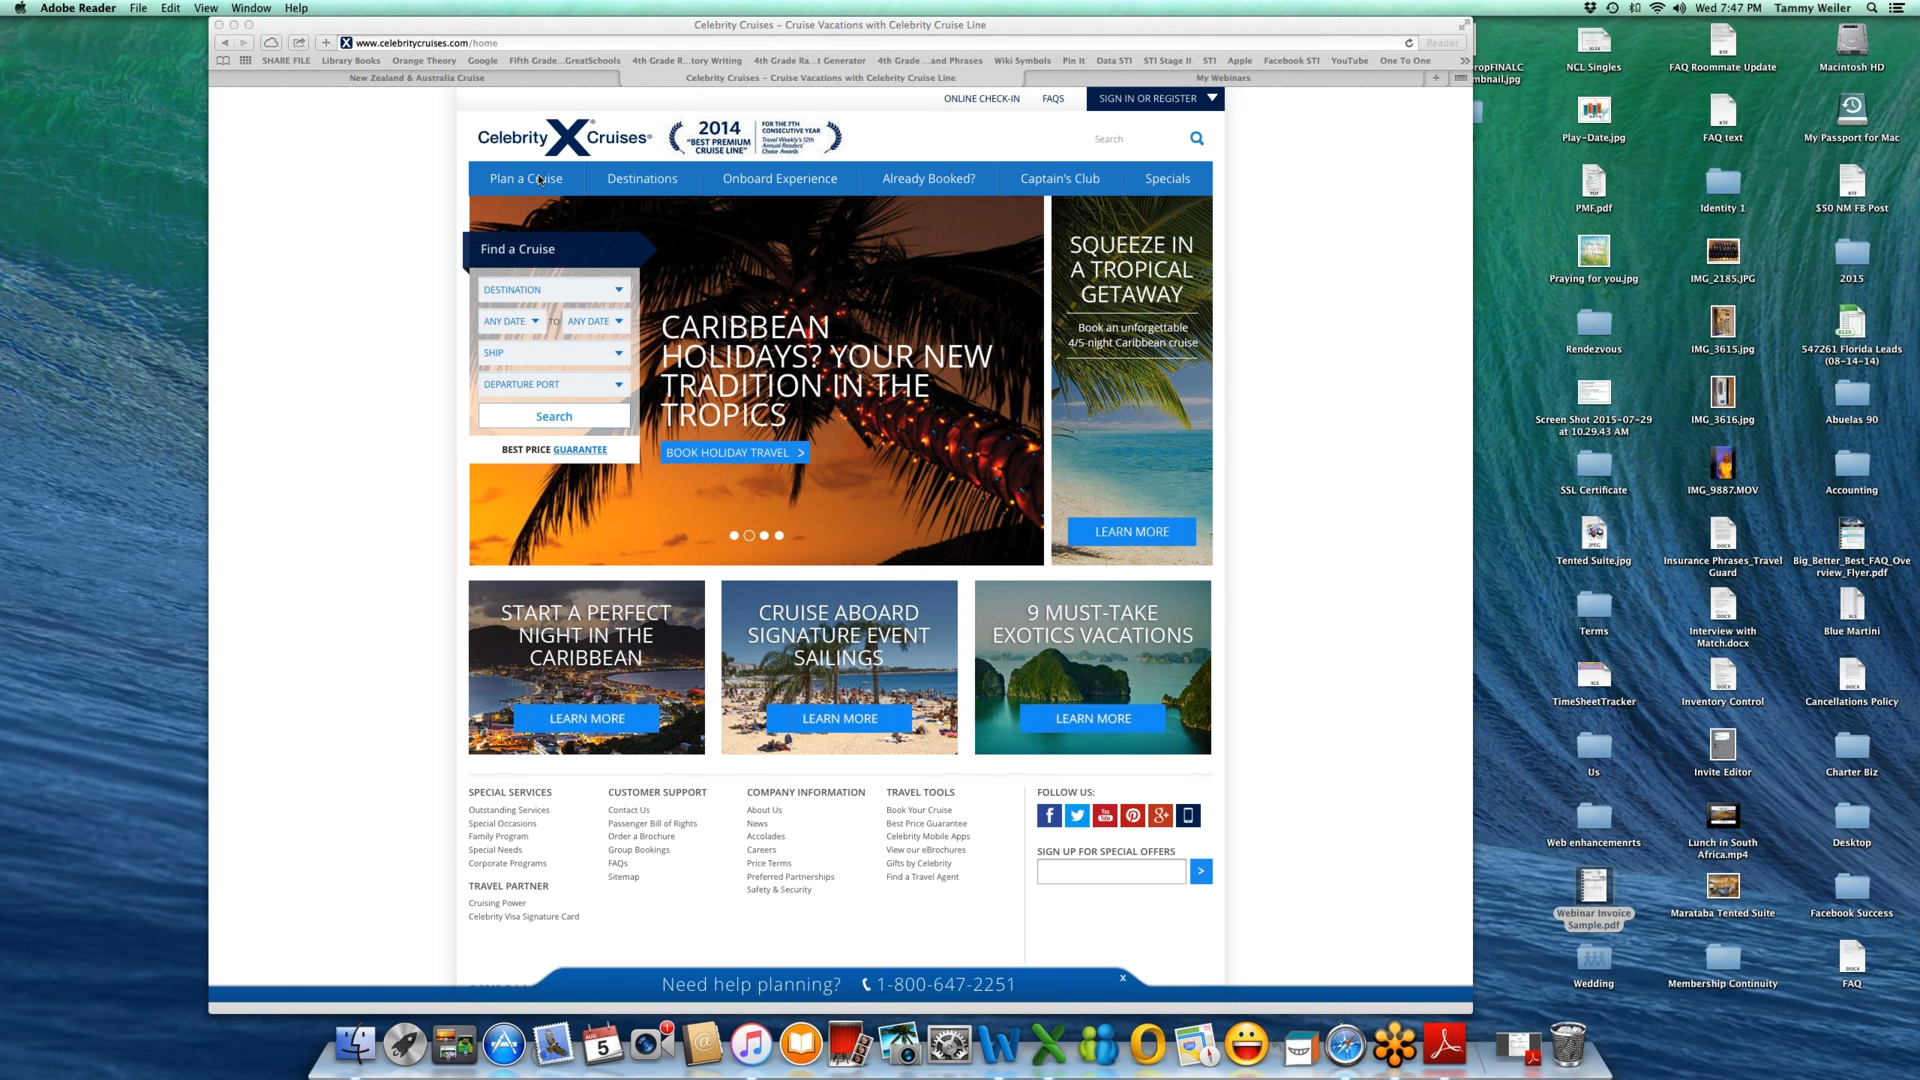 Adobe Reader File Edit View Window Help
Wed 7:47 PM Tammy Weiler
Celebrity Cruises – Cruise Vacations with Celebrity Cruise Line
www.celebritycruises.com/home
Reader
SHARE FILE Library Books Orange Theory Google Fifth Grade...GreatSchools 4th Grade R...tory Writing 4th Grade Ra...t Generator 4th Grade ...and Phrases Wiki Symbols Pin It Data STI STI Stage II STI Apple Facebook STI YouTube One To One
New Zealand & Australia Cruise
Celebrity Cruises – Cruise Vacations with Celebrity Cruise Line
My Webinars
ONLINE CHECK-IN FAQS SIGN IN OR REGISTER
Celebrity X Cruises®
2014
"BEST PREMIUM
CRUISE LINE"
FOR THE 7TH
CONSECUTIVE YEAR
Travel Weekly's 12th
Annual Readers'
Choice Awards
Search
Plan a Cruise Destinations Onboard Experience Already Booked? Captain's Club Specials
Find a Cruise
DESTINATION
ANY DATE TO ANY DATE
SHIP
DEPARTURE PORT
Search
BEST PRICE GUARANTEE
CARIBBEAN
HOLIDAYS? YOUR NEW
TRADITION IN THE
TROPICS
BOOK HOLIDAY TRAVEL >
SQUEEZE IN
A TROPICAL
GETAWAY
Book an unforgettable
4/5-night Caribbean cruise
LEARN MORE
START A PERFECT
NIGHT IN THE
CARIBBEAN
LEARN MORE
CRUISE ABOARD
SIGNATURE EVENT
SAILINGS
LEARN MORE
9 MUST-TAKE
EXOTICS VACATIONS
LEARN MORE
SPECIAL SERVICES
Outstanding Services
Special Occasions
Family Program
Special Needs
Corporate Programs
TRAVEL PARTNER
Cruising Power
Celebrity Visa Signature Card
CUSTOMER SUPPORT
Contact Us
Passenger Bill of Rights
Order a Brochure
Group Bookings
FAQs
Sitemap
COMPANY INFORMATION
About Us
News
Accolades
Careers
Price Terms
Preferred Partnerships
Safety & Security
TRAVEL TOOLS
Book Your Cruise
Best Price Guarantee
Celebrity Mobile Apps
View our eBrochures
Gifts by Celebrity
Find a Travel Agent
FOLLOW US:
SIGN UP FOR SPECIAL OFFERS
>
Need help planning? 1-800-647-2251
x
ropFINALC
mbnail.jpg
NCL Singles
FAQ Roommate Update
Macintosh HD
Play-Date.jpg
FAQ text
My Passport for Mac
PMF.pdf
Identity 1
$50 NM FB Post
Praying for you.jpg
IMG_2185.JPG
2015
Rendezvous
IMG_3615.jpg
547261 Florida Leads
(08-14-14)
Screen Shot 2015-07-29
at 10.29.43 AM
IMG_3616.jpg
Abuelas 90
SSL Certificate
IMG_9887.MOV
Accounting
Tented Suite.jpg
Insurance Phrases_Travel
Guard
Big_Better_Best_FAQ_Ove
rview_Flyer.pdf
Terms
Interview with
Match.docx
Blue Martini
TimeSheetTracker
Inventory Control
Cancellations Policy
Us
Invite Editor
Charter Biz
Web enhancemenrts
Lunch in South
Africa.mp4
Desktop
Webinar Invoice
Sample.pdf
Marataba Tented Suite
Facebook Success
Wedding
Membership Continuity
FAQ
AUG
5
1